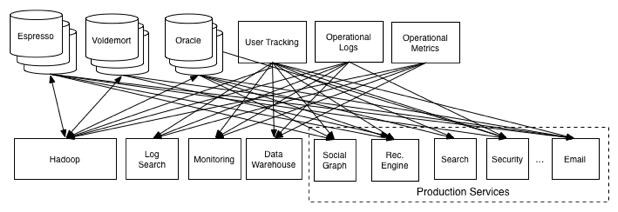 Espresso
Voldemort
Oracle
User Tracking
Operational
Logs
Operational
Metrics
Hadoop
Log
Search
Monitoring
Data
Warehouse
Social
Graph
Rec.
Engine
Search
Security
...
Email
Production Services